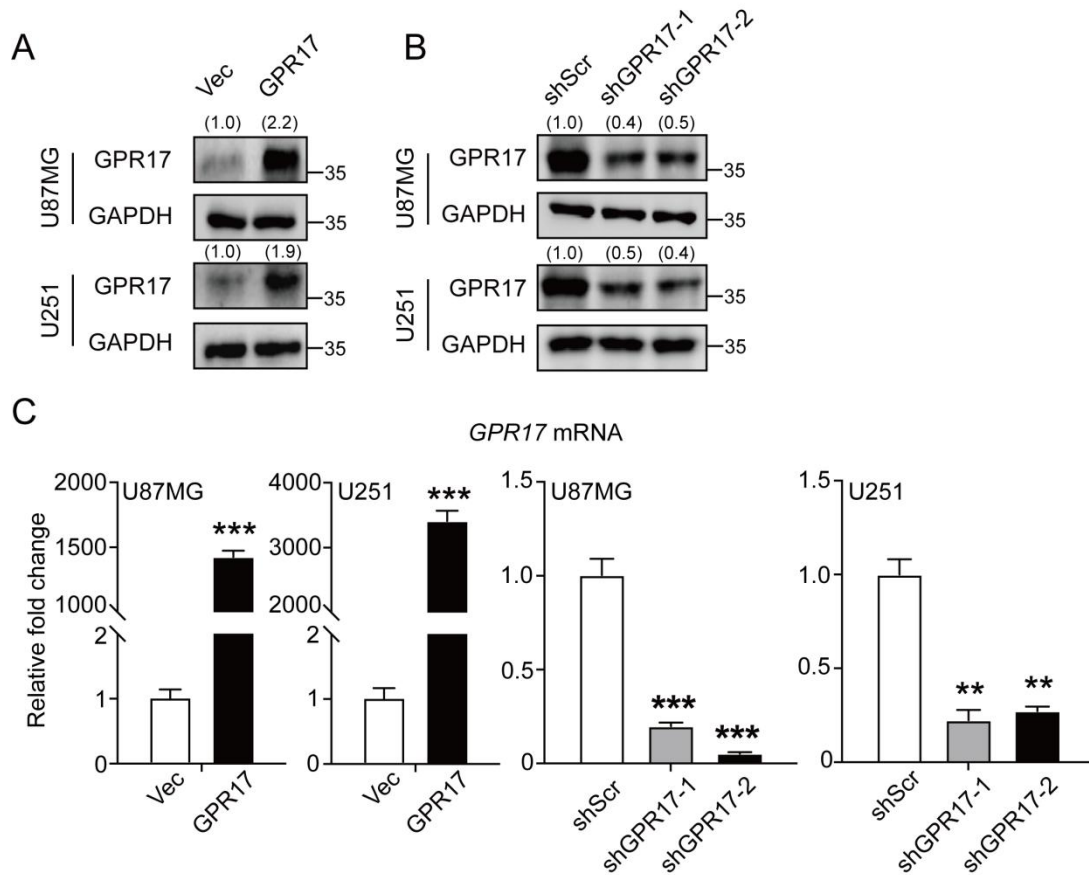 A
Vec
GPR17
(1.0) (2.2)
U87MG
GPR17
35
GAPDH
35
(1.0) (1.9)
U251
GPR17
35
GAPDH
35
B
shScr
shGPR17-1
shGPR17-2
(1.0) (0.4) (0.5)
U87MG
GPR17
35
GAPDH
35
(1.0) (0.5) (0.4)
U251
GPR17
35
GAPDH
35
C
GPR17 mRNA
Relative fold change
U87MG
2000
1500
1000
2
1
0
***
Vec
GPR17
U251
4000
3000
2000
2
1
0
***
Vec
GPR17
U87MG
1.5
1.0
0.5
0
***
***
shScr
shGPR17-1
shGPR17-2
U251
1.5
1.0
0.5
0
**
**
shScr
shGPR17-1
shGPR17-2